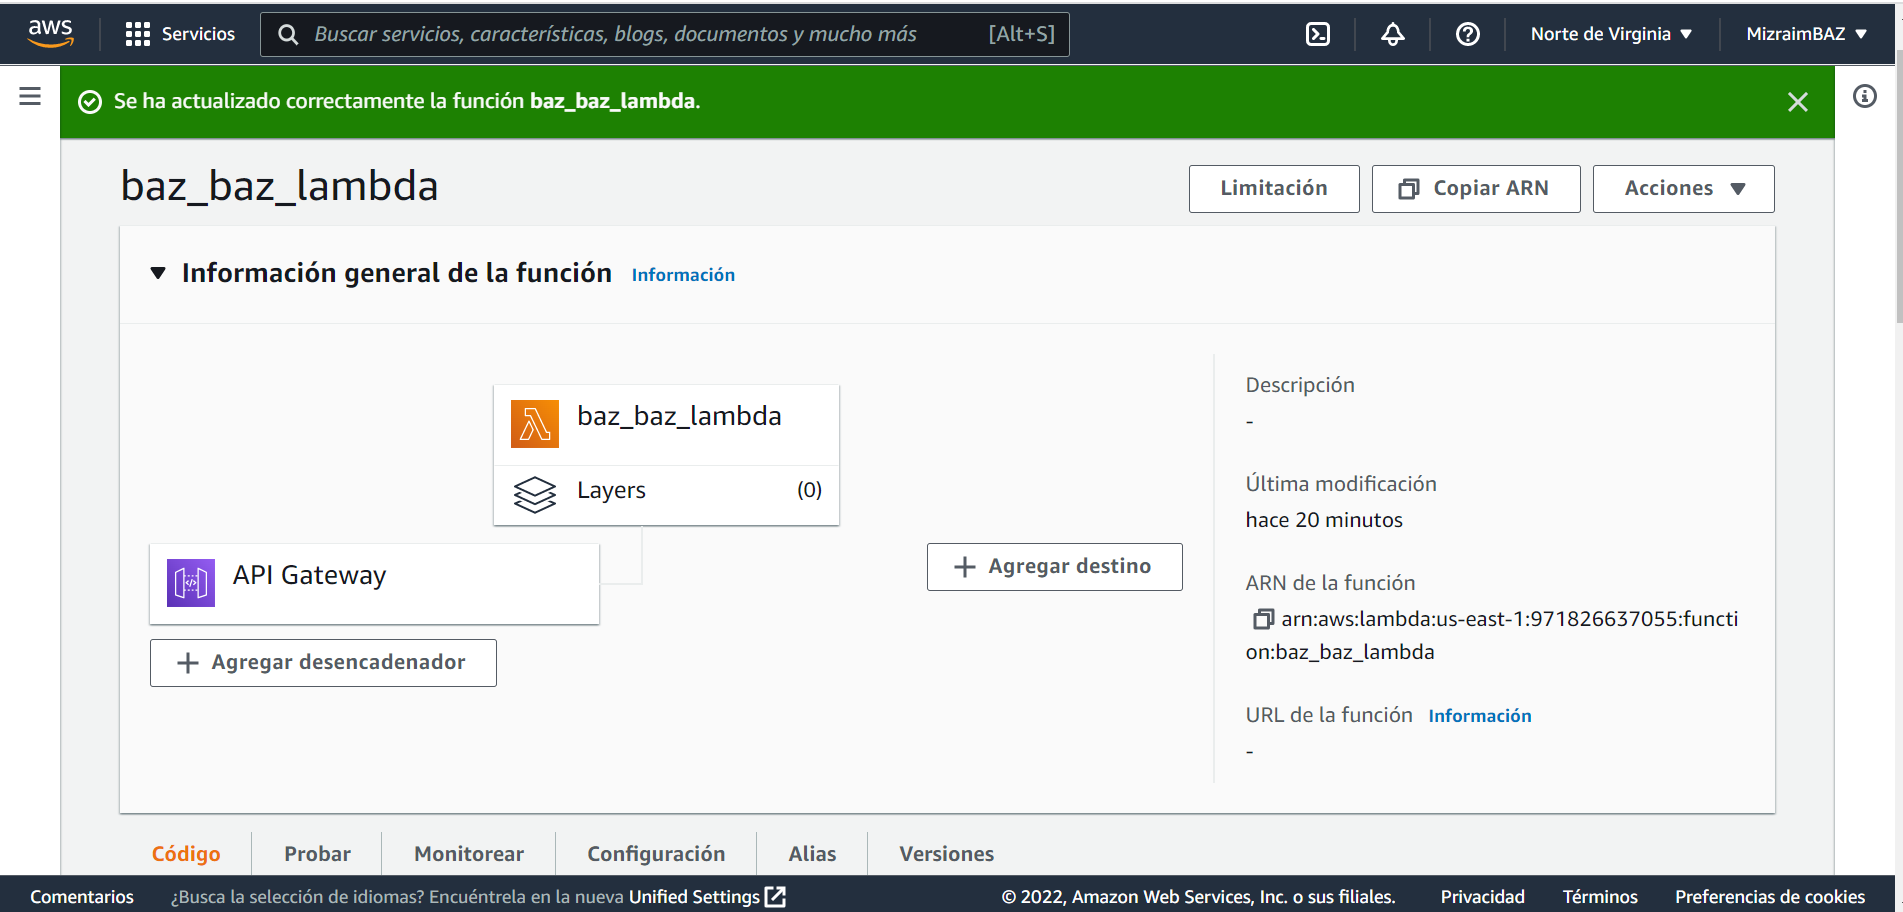 aws
Servicios
Buscar servicios, características, blogs, documentos y mucho más [Alt+S]
Norte de Virginia
MizraimBAZ
Se ha actualizado correctamente la función baz_baz_lambda.
baz_baz_lambda
Limitación
Copiar ARN
Acciones
Información general de la función Información
baz_baz_lambda
Layers (0)
API Gateway
Agregar desencadenador
Agregar destino
Descripción
-
Última modificación
hace 20 minutos
ARN de la función
arn:aws:lambda:us-east-1:971826637055:functi
on:baz_baz_lambda
URL de la función Información
-
Código
Probar
Monitorear
Configuración
Alias
Versiones
Comentarios
¿Busca la selección de idiomas? Encuéntrela en la nueva Unified Settings
© 2022, Amazon Web Services, Inc. o sus filiales.
Privacidad
Términos
Preferencias de cookies